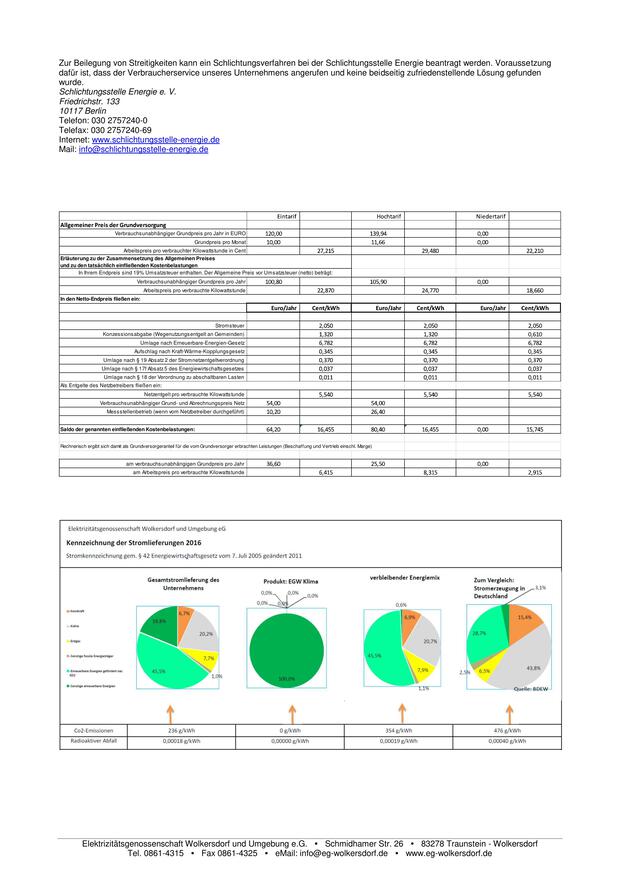 Zur Beilegung von Streitigkeiten kann ein Schlichtungsverfahren bei der Schlichtungsstelle Energie beantragt werden. Voraussetzung
dafür ist, dass der Verbraucherservice unseres Unternehmens angerufen und keine beidseitig zufriedenstellende Lösung gefunden
wurde.
Schlichtungsstelle Energie e. V.
Friedrichstr. 133
10117 Berlin
Telefon: 030 2757240-0
Telefax: 030 2757240-69
Internet: www.schlichtungsstelle-energie.de
Mail: info@schlichtungsstelle-energie.de
Eintarif Hochtarif Niedertarif
Allgemeiner Preis der Grundversorgung
Verbrauchsunabhängiger Grundpreis pro Jahr in EURO 120,00 139,94 0,00
Grundpreis pro Monat 10,00 11,66 0,00
Arbeitspreis pro verbrauchter Kilowattstunde in Cent 27,215 29,480 22,210
Erläuterung zu der Zusammensetzung des Allgemeinen Preises
und zu den tatsächlich einfließenden Kostenbelastungen
In Ihrem Endpreis sind 19% Umsatzsteuer enthalten. Der Allgemeine Preis vor Umsatzsteuer (netto) beträgt:
Verbrauchsunabhängiger Grundpreis pro Jahr 100,80 105,90 0,00
Arbeitspreis pro verbrauchte Kilowattstunde 22,870 24,770 18,660
In den Netto-Endpreis fließen ein:
Euro/Jahr Cent/kWh Euro/Jahr Cent/kWh Euro/Jahr Cent/kWh
Stromsteuer 2,050 2,050 2,050
Konzessionsabgabe (Wegenutzungsentgelt an Gemeinden) 1,320 1,320 0,610
Umlage nach Erneuerbare-Energien-Gesetz 6,782 6,782 6,782
Aufschlag nach Kraft-Wärme-Kopplungsgesetz 0,345 0,345 0,345
Umlage nach § 19 Absatz 2 der Stromnetzentgeltverordnung 0,370 0,370 0,370
Umlage nach § 17f Absatz 5 des Energiewirtschaftsgesetzes 0,037 0,037 0,037
Umlage nach § 18 der Verordnung zu abschaltbaren Lasten 0,011 0,011 0,011
Als Entgelte des Netzbetreibers fließen ein:
Netzentgelt pro verbrauchte Kilowattstunde 5,540 5,540 5,540
Verbrauchsunabhängiger Grund- und Abrechnungspreis Netz 54,00 54,00
Messstellenbetrieb (wenn vom Netzbetreiber durchgeführt) 10,20 26,40
Saldo der genannten einfließenden Kostenbelastungen: 64,20 16,455 80,40 16,455 0,00 15,745
Rechnerisch ergibt sich damit als Grundversorgeranteil für die vom Grundversorger erbrachten Leistungen (Beschaffung und Vertrieb einschl. Marge)
am verbrauchsunabhängigen Grundpreis pro Jahr 36,60 25,50 0,00
am Arbeitspreis pro verbrauchte Kilowattstunde 6,415 8,315 2,915
Elektrizitätsgenossenschaft Wolkersdorf und Umgebung eG
Kennzeichnung der Stromlieferungen 2016
Stromkennzeichnung gem. § 42 Energiewirtschaftsgesetz vom 7. Juli 2005 geändert 2011
Gesamtstromlieferung des
Unternehmens
18,8%
6,7%
20,2%
7,7%
1,0%
45,5%
Produkt: EGW Klima
0,0%
0,0%
0,0%
0,0%
0,0%
100,0%
verbleibender Energiemix
0,6%
6,9%
20,7%
7,9%
1,1%
45,5%
Zum Vergleich:
Stromerzeugung in
Deutschland
3,1%
15,4%
28,7%
43,8%
6,5%
2,5%
Quelle: BDEW
Kernkraft
Kohle
Erdgas
Sonstige fossile Energieträger
Erneuerbare Energien gefördert nach
EEG
Sonstige erneuerbare Energien
Co2-Emissionen 236 g/kWh 0 g/kWh 354 g/kWh 476 g/kWh
Radioaktiver Abfall 0,00018 g/kWh 0,00000 g/kWh 0,00019 g/kWh 0,00040 g/kWh
Elektrizitätsgenossenschaft Wolkersdorf und Umgebung e.G. • Schmidhamer Str. 26 • 83278 Traunstein - Wolkersdorf
Tel. 0861-4315 • Fax 0861-4325 • eMail: info@eg-wolkersdorf.de • www.eg-wolkersdorf.de